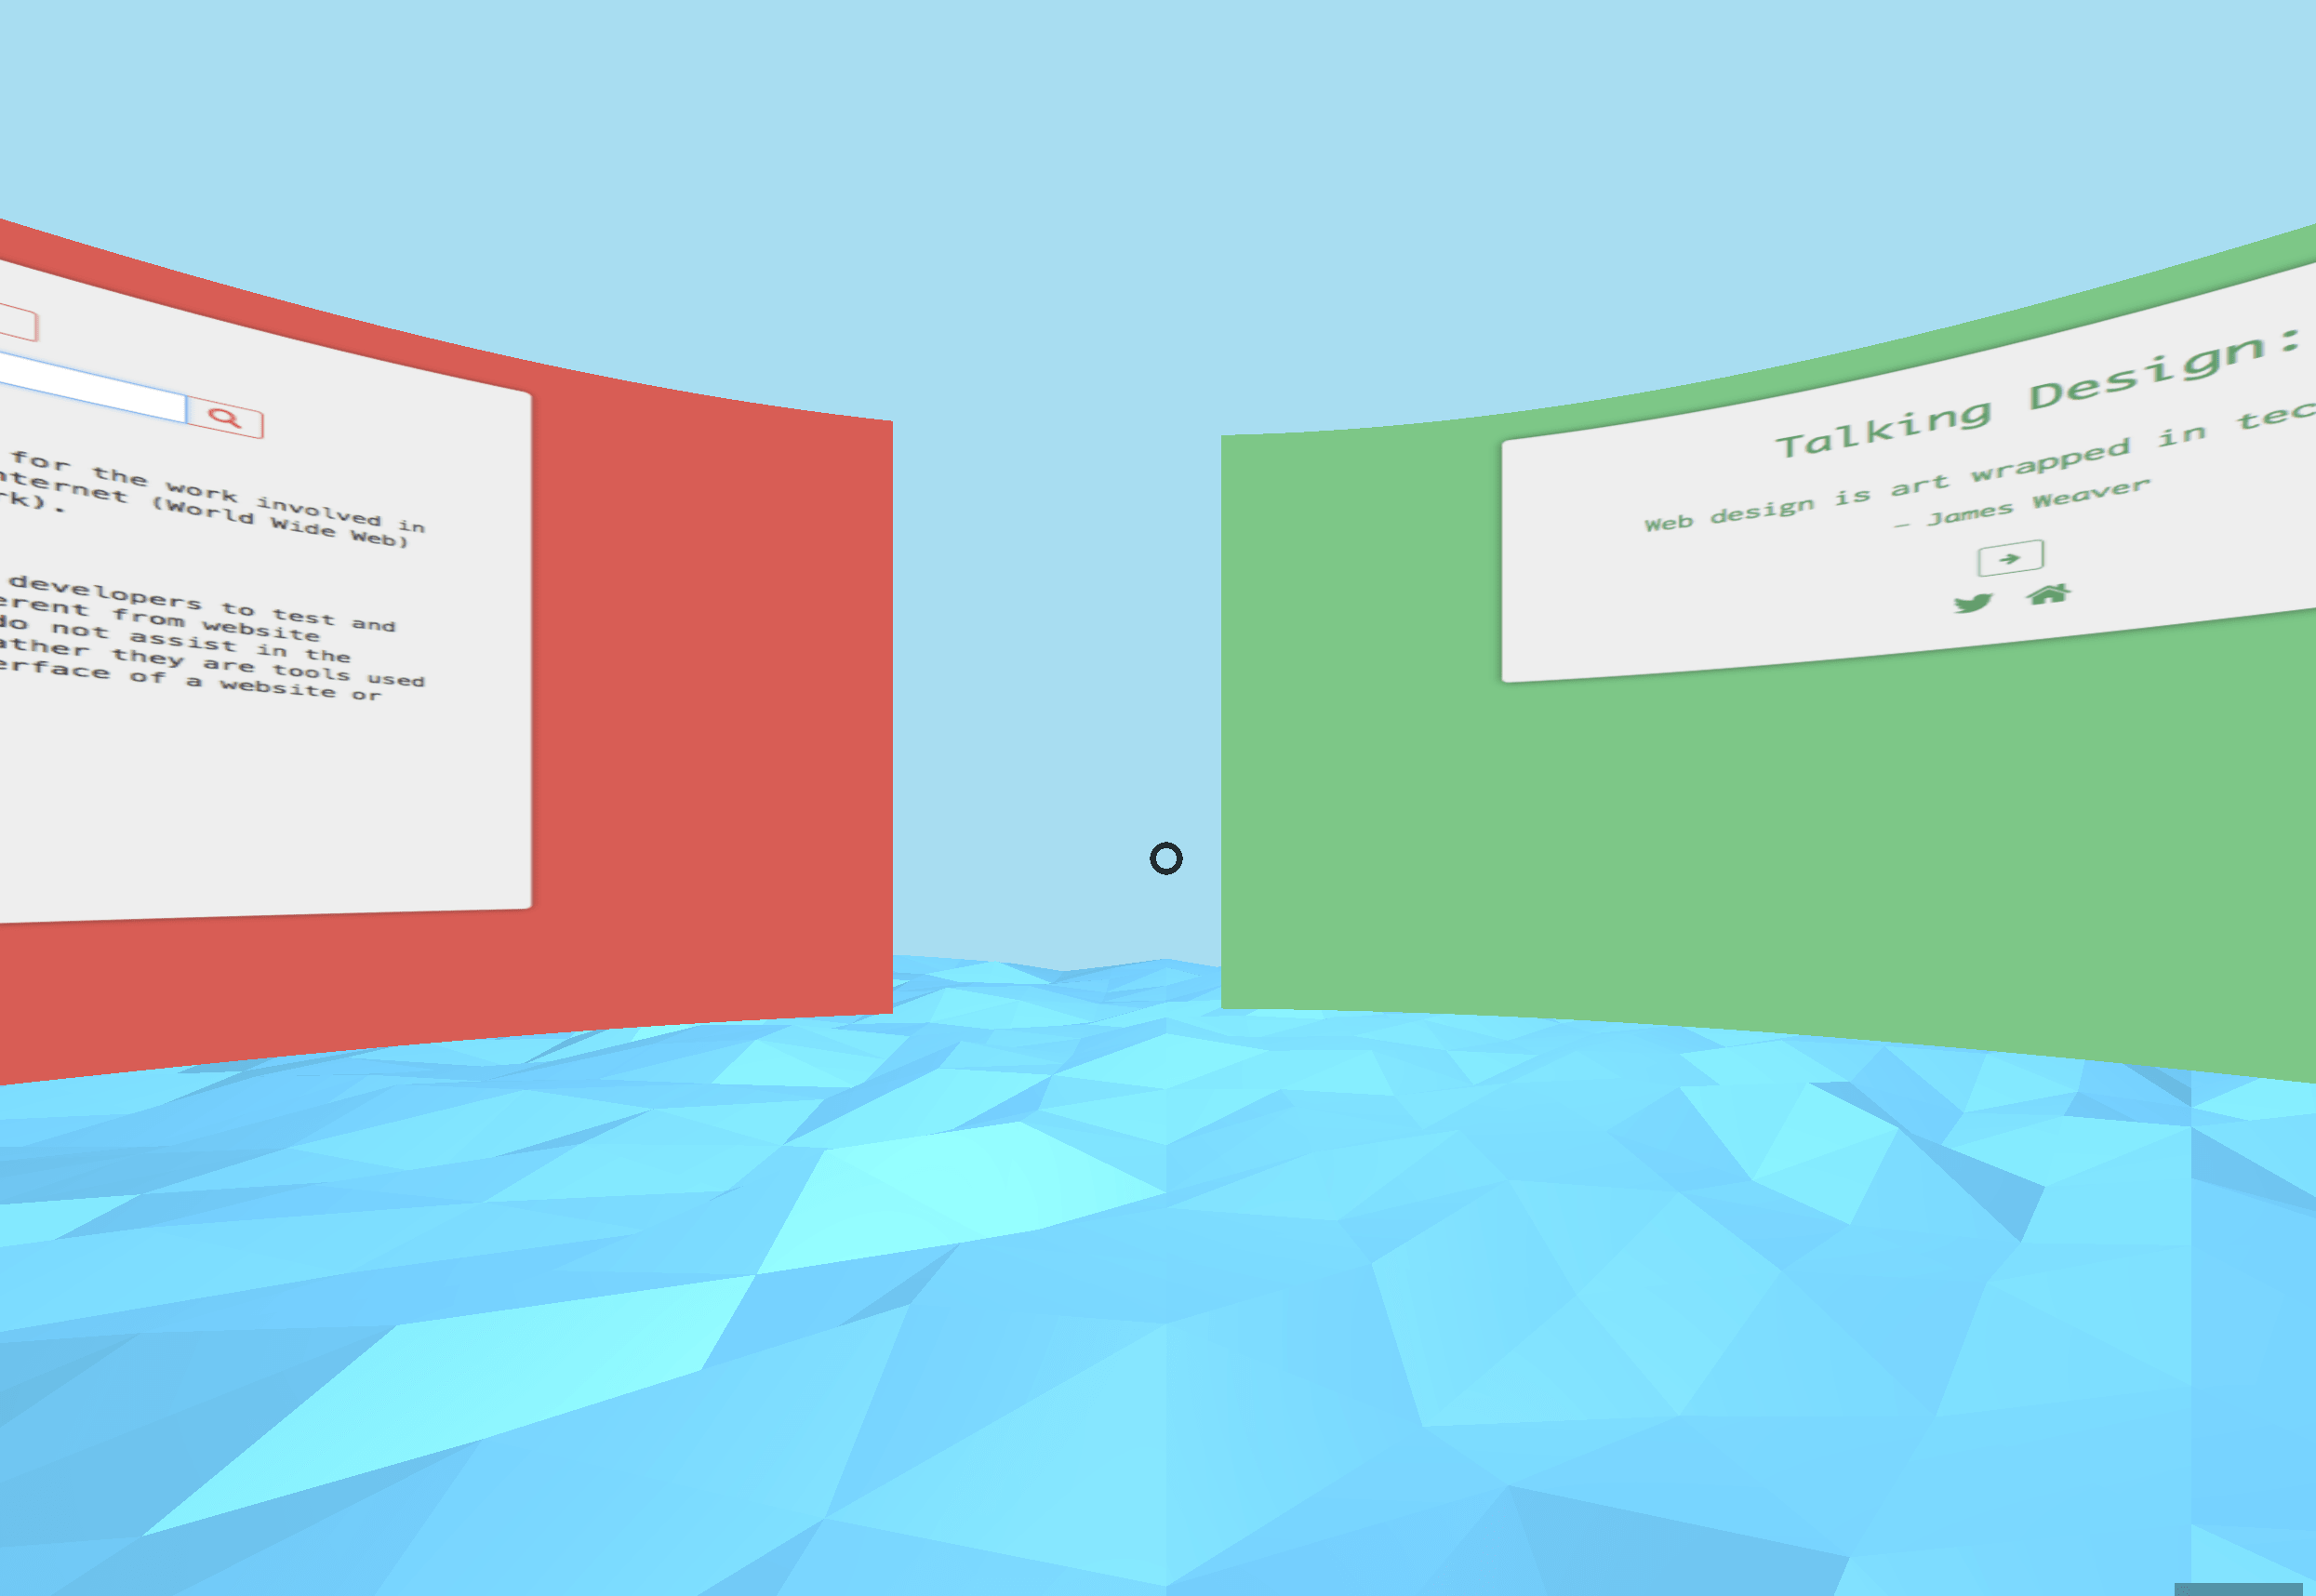 for the work involved in
nternet (World Wide Web)
rk).
developers to test and
erent from website
do not assist in the
ather they are tools used
erface of a website or
Talking Design:
Web design is art wrapped in tec
— James Weaver